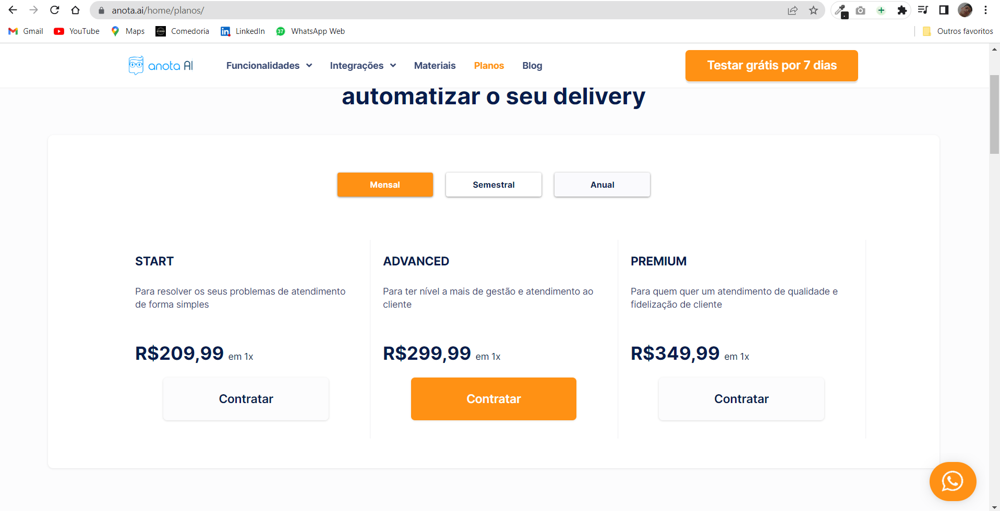 anota.ai/home/planos/
Gmail YouTube Maps Comedoria LinkedIn 37 WhatsApp Web Outros favoritos
anota AI Funcionalidades Integrações Materiais Planos Blog Testar grátis por 7 dias
automatizar o seu delivery
Mensal Semestral Anual
START
Para resolver os seus problemas de atendimento
de forma simples
R$209,99 em 1x
Contratar
ADVANCED
Para ter nível a mais de gestão e atendimento ao
cliente
R$299,99 em 1x
Contratar
PREMIUM
Para quem quer um atendimento de qualidade e
fidelização de cliente
R$349,99 em 1x
Contratar